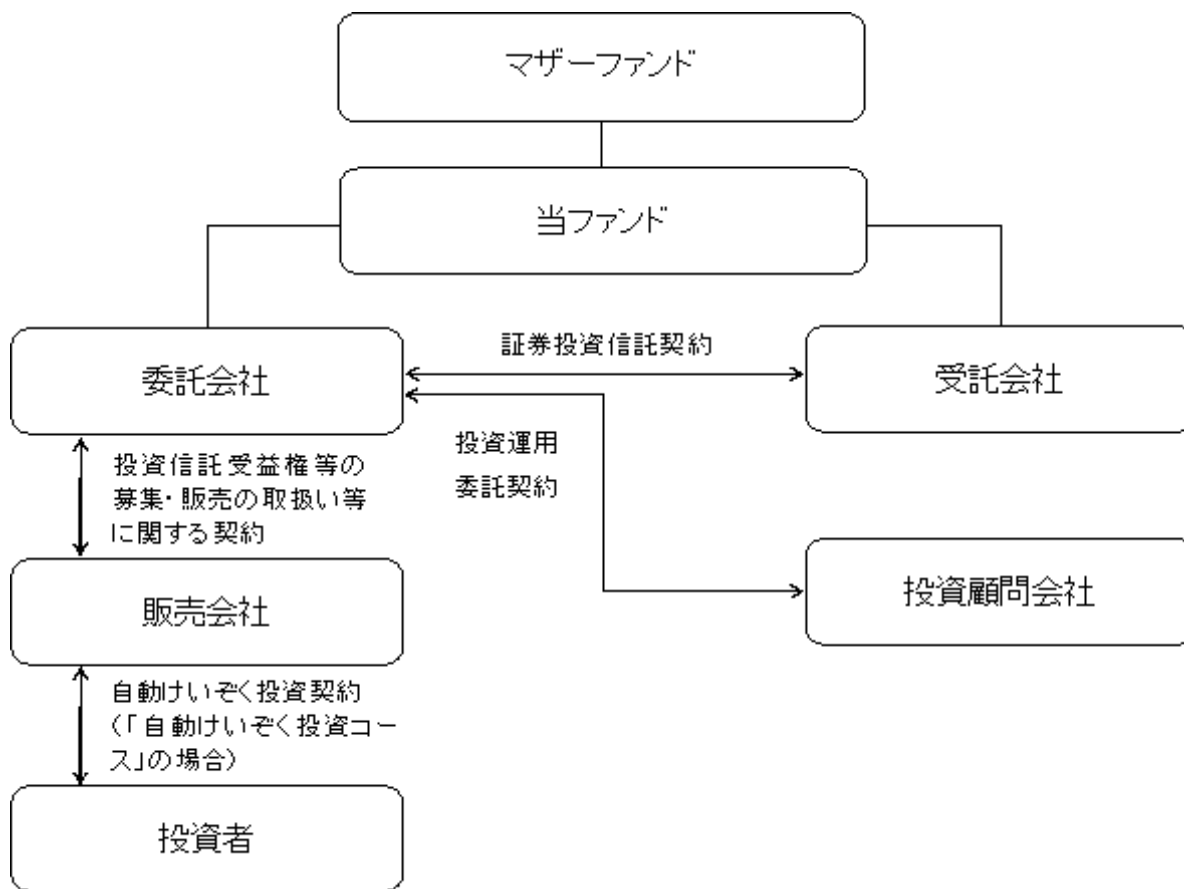 マザーファンド
当ファンド
証券投資信託契約
委託会社
受託会社
投資運用
委託契約
投資信託受益権等の
募集・販売の取扱い等
に関する契約
販売会社
投資顧問会社
自動けいぞく投資契約
（「自動けいぞく投資コー
ス」の場合）
投資者